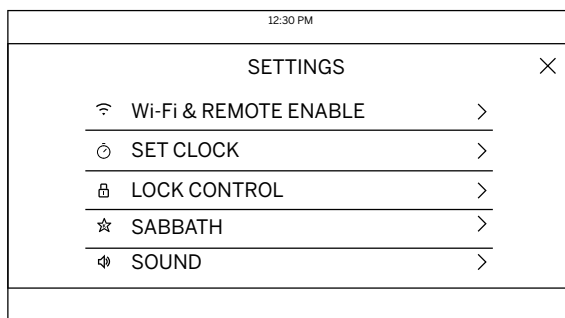 12:30 PM
SETTINGS
Wi-Fi & REMOTE ENABLE
SET CLOCK
LOCK CONTROL
SABBATH
SOUND